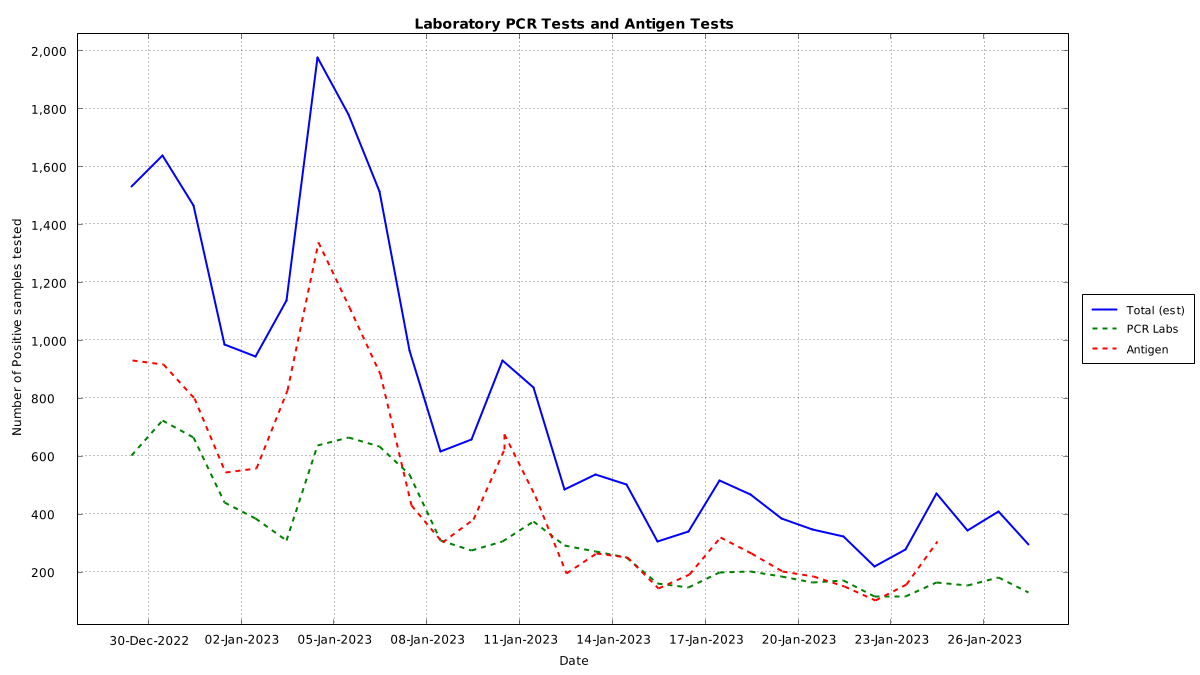 Laboratory PCR Tests and Antigen Tests
Number of Positive samples tested
2,000
1,800
1,600
1,400
1,200
1,000
800
600
400
200
30-Dec-2022
02-Jan-2023
05-Jan-2023
08-Jan-2023
11-Jan-2023
14-Jan-2023
17-Jan-2023
20-Jan-2023
23-Jan-2023
26-Jan-2023
Date
Total (est)
PCR Labs
Antigen